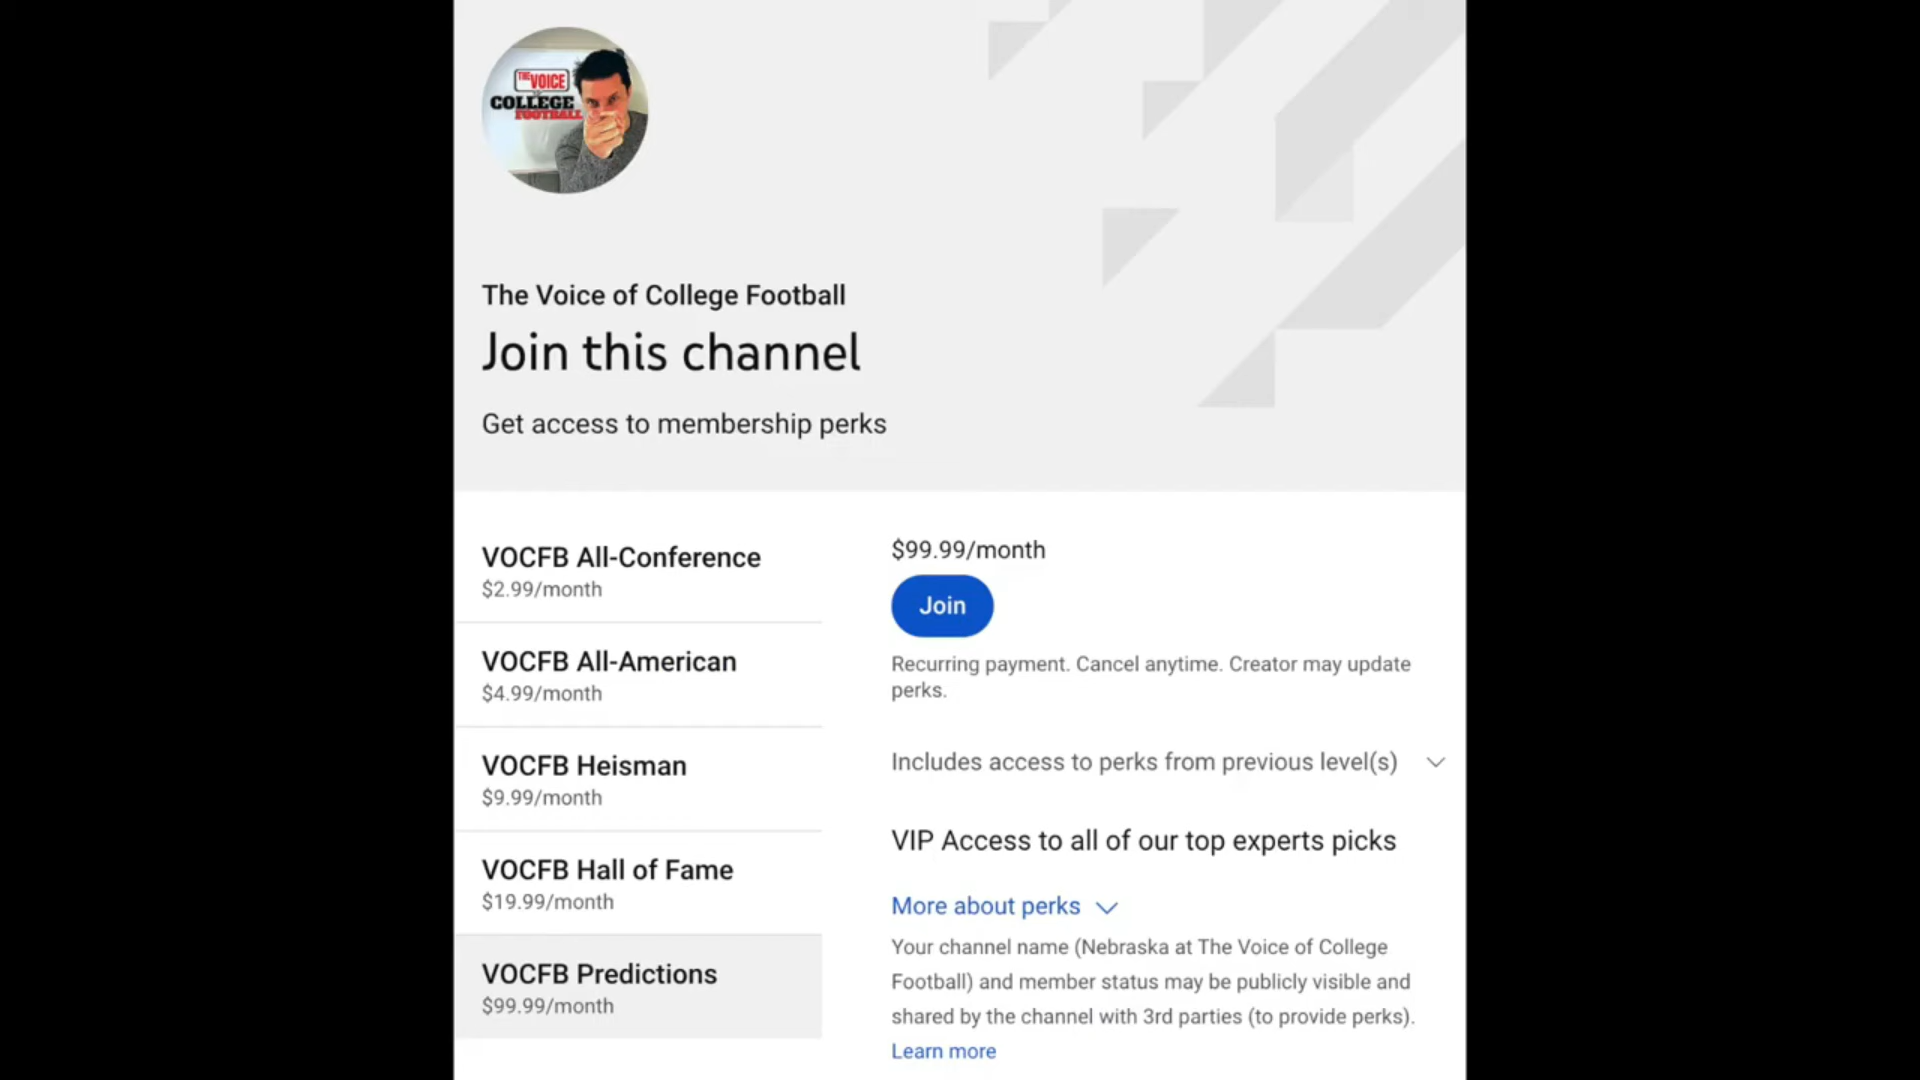 THE VOICE
COLLEGE
FOOTBALL
The Voice of College Football
Join this channel
Get access to membership perks
VOCFB All-Conference
$2.99/month
VOCFB All-American
$4.99/month
VOCFB Heisman
$9.99/month
VOCFB Hall of Fame
$19.99/month
VOCFB Predictions
$99.99/month
$99.99/month
Join
Recurring payment. Cancel anytime. Creator may update
perks.
Includes access to perks from previous level(s)
VIP Access to all of our top experts picks
More about perks
Your channel name (Nebraska at The Voice of College
Football) and member status may be publicly visible and
shared by the channel with 3rd parties (to provide perks).
Learn more